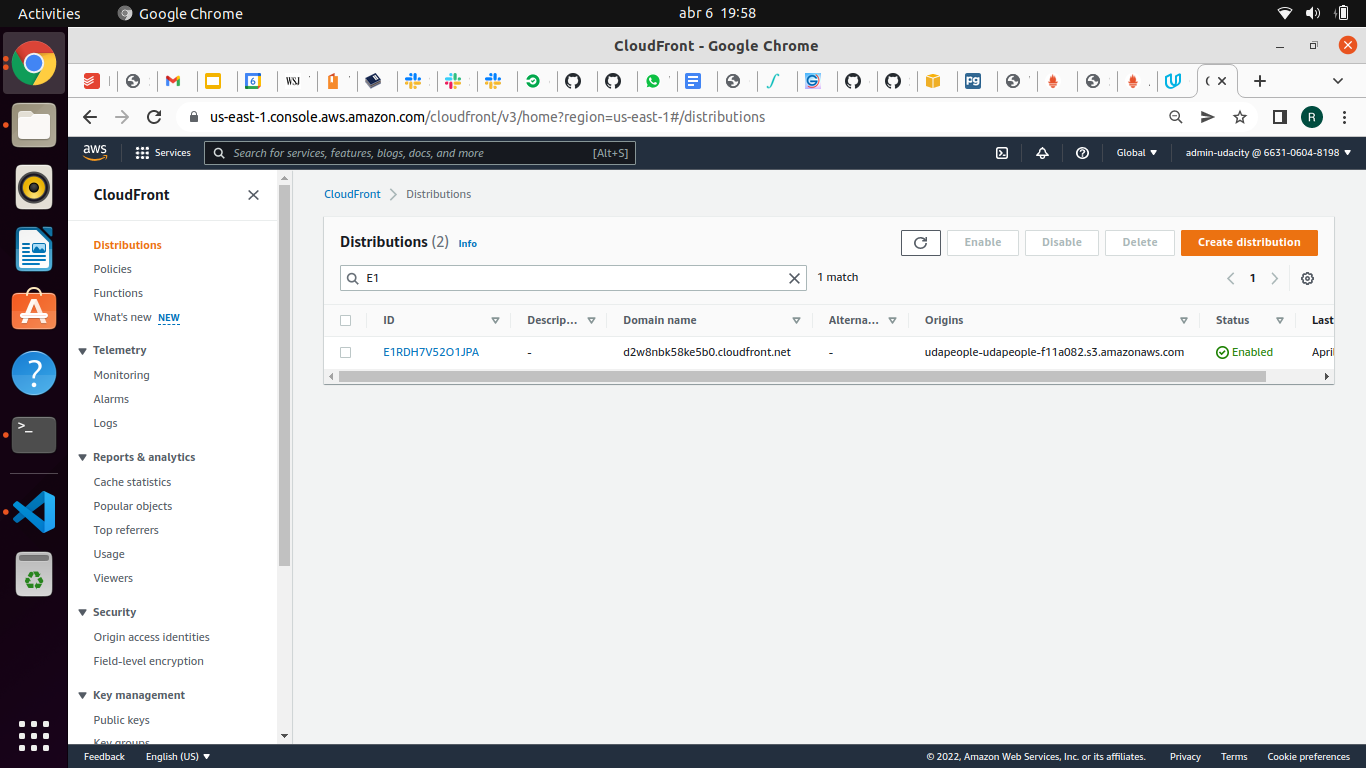 Activities Google Chrome abr 6 19:58
CloudFront - Google Chrome
us-east-1.console.aws.amazon.com/cloudfront/v3/home?region=us-east-1#/distributions R
aws Services Search for services, features, blogs, docs, and more [Alt+S] Global admin-udacity @ 6631-0604-8198
CloudFront
Distributions
Policies
Functions
What's new NEW
Telemetry
Monitoring
Alarms
Logs
Reports & analytics
Cache statistics
Popular objects
Top referrers
Usage
Viewers
Security
Origin access identities
Field-level encryption
Key management
Public keys
Key groups
CloudFront Distributions
Distributions (2) Info Enable Disable Delete Create distribution
E1 1 match 1
ID Descrip... Domain name Alterna... Origins Status Last
E1RDH7V52O1JPA - d2w8nbk58ke5b0.cloudfront.net - udapeople-udapeople-f11a082.s3.amazonaws.com Enabled April
Feedback English (US) © 2022, Amazon Web Services, Inc. or its affiliates. Privacy Terms Cookie preferences